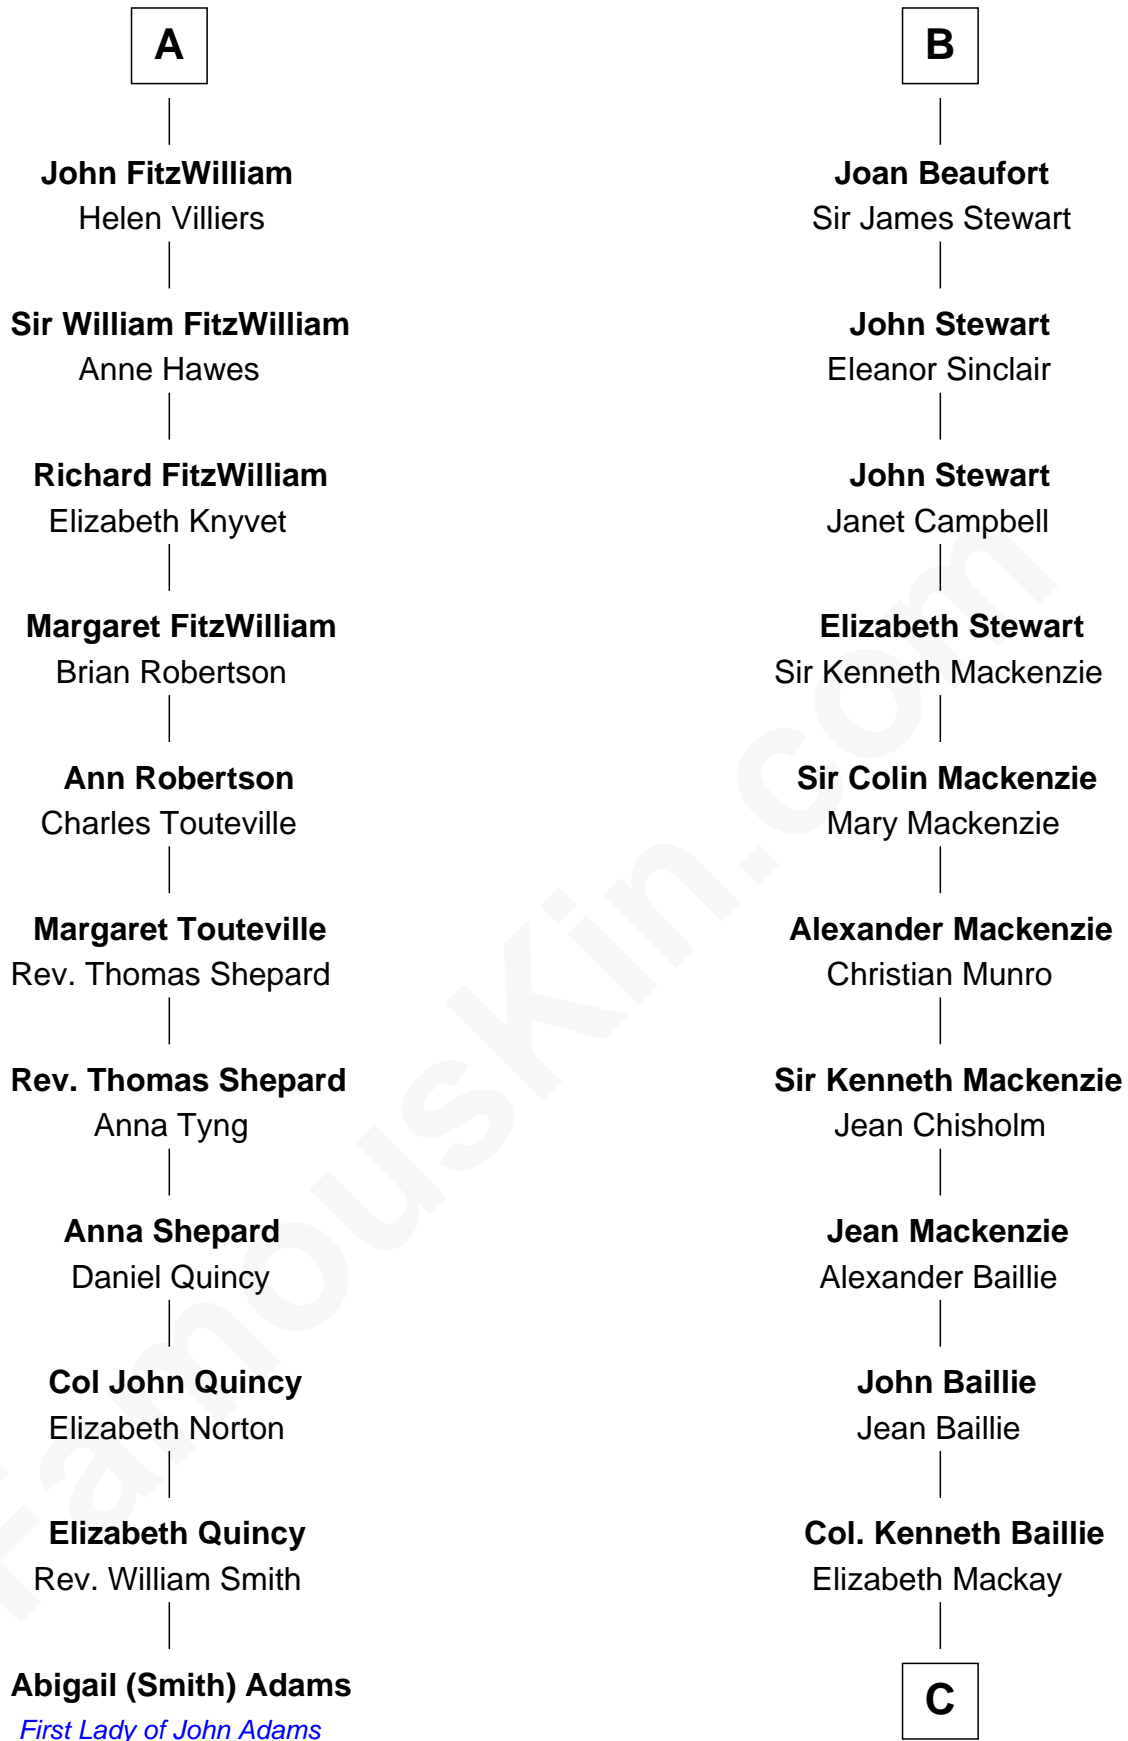 A
John FitzWilliam
Helen Villiers
Sir William FitzWilliam
Anne Hawes
Richard FitzWilliam
Elizabeth Knyvet
Margaret FitzWilliam
Brian Robertson
Ann Robertson
Charles Touteville
Margaret Touteville
Rev. Thomas Shepard
Rev. Thomas Shepard
Anna Tyng
Anna Shepard
Daniel Quincy
Col John Quincy
Elizabeth Norton
Elizabeth Quincy
Rev. William Smith
Abigail (Smith) Adams
First Lady of John Adams
B
Joan Beaufort
Sir James Stewart
John Stewart
Eleanor Sinclair
John Stewart
Janet Campbell
Elizabeth Stewart
Sir Kenneth Mackenzie
Sir Colin Mackenzie
Mary Mackenzie
Alexander Mackenzie
Christian Munro
Sir Kenneth Mackenzie
Jean Chisholm
Jean Mackenzie
Alexander Baillie
John Baillie
Jean Baillie
Col. Kenneth Baillie
Elizabeth Mackay
C
FamousKin.com